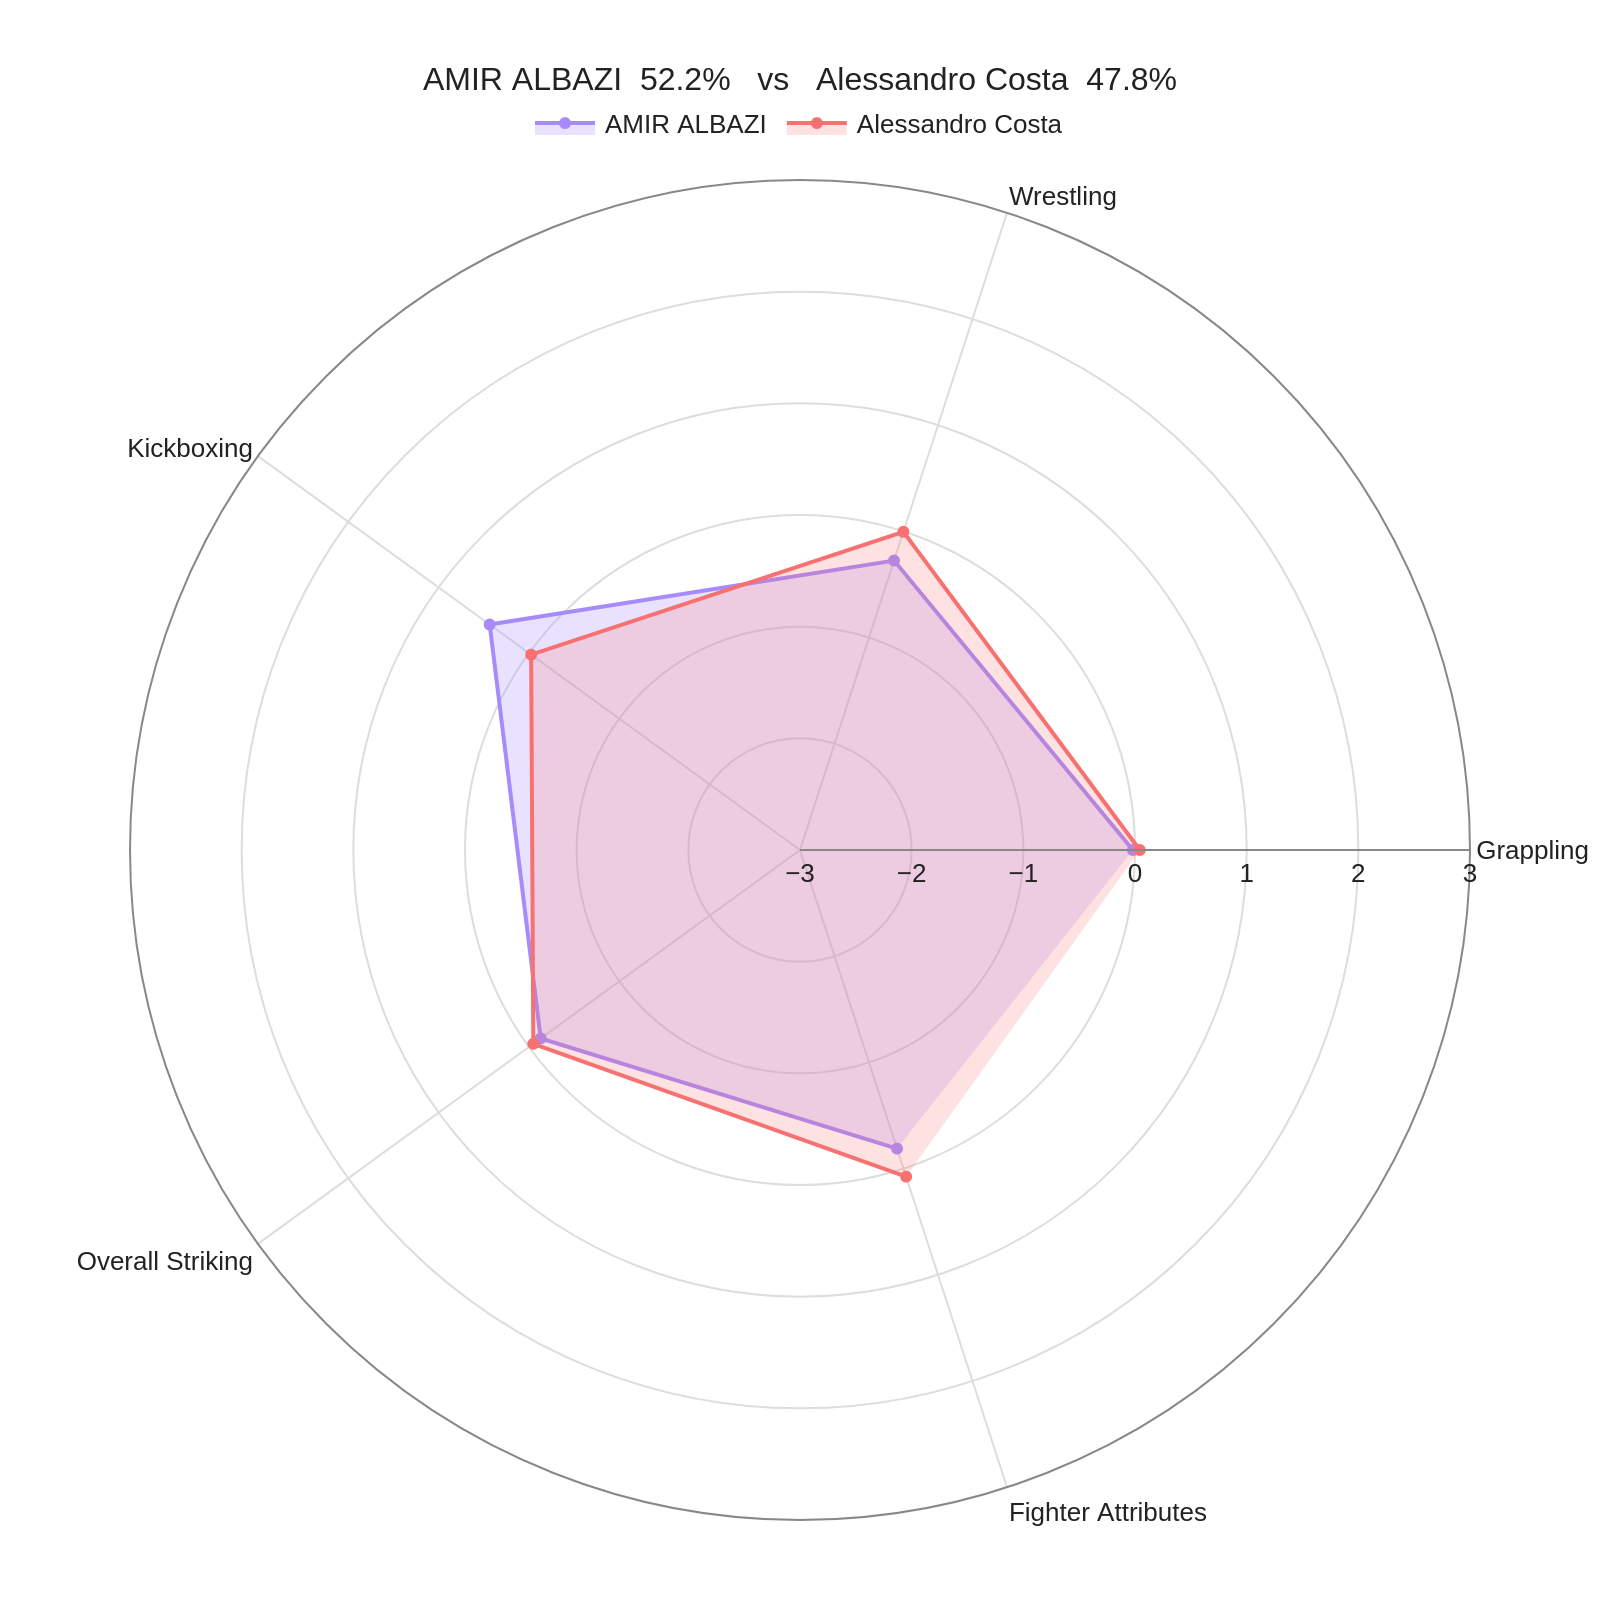 AMIR ALBAZI  52.2%   vs   Alessandro Costa  47.8%
AMIR ALBAZI   Alessandro Costa
Wrestling
Kickboxing
Grappling
−3 −2 −1 0 1 2 3
Overall Striking
Fighter Attributes